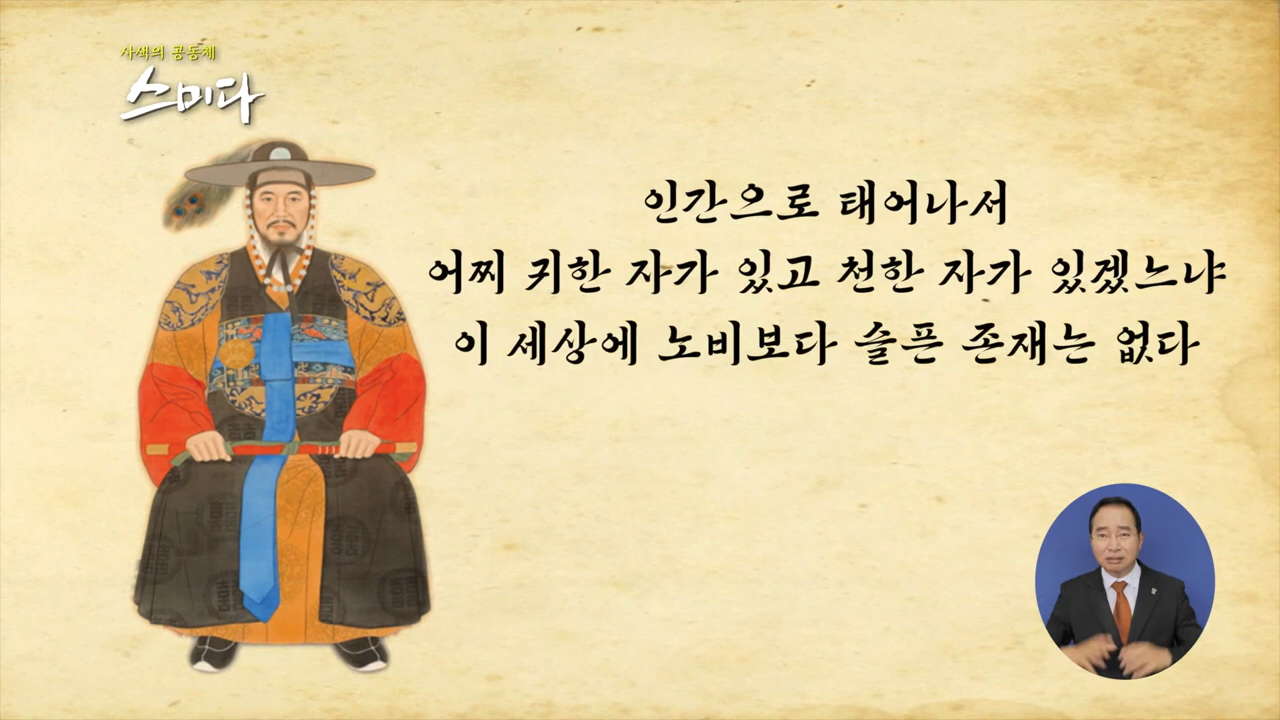 사색의 공동체
스미다
인간으로 태어나서
어찌 귀한 자가 있고 천한 자가 있겠느냐
이 세상에 노비보다 슬픈 존재는 없다